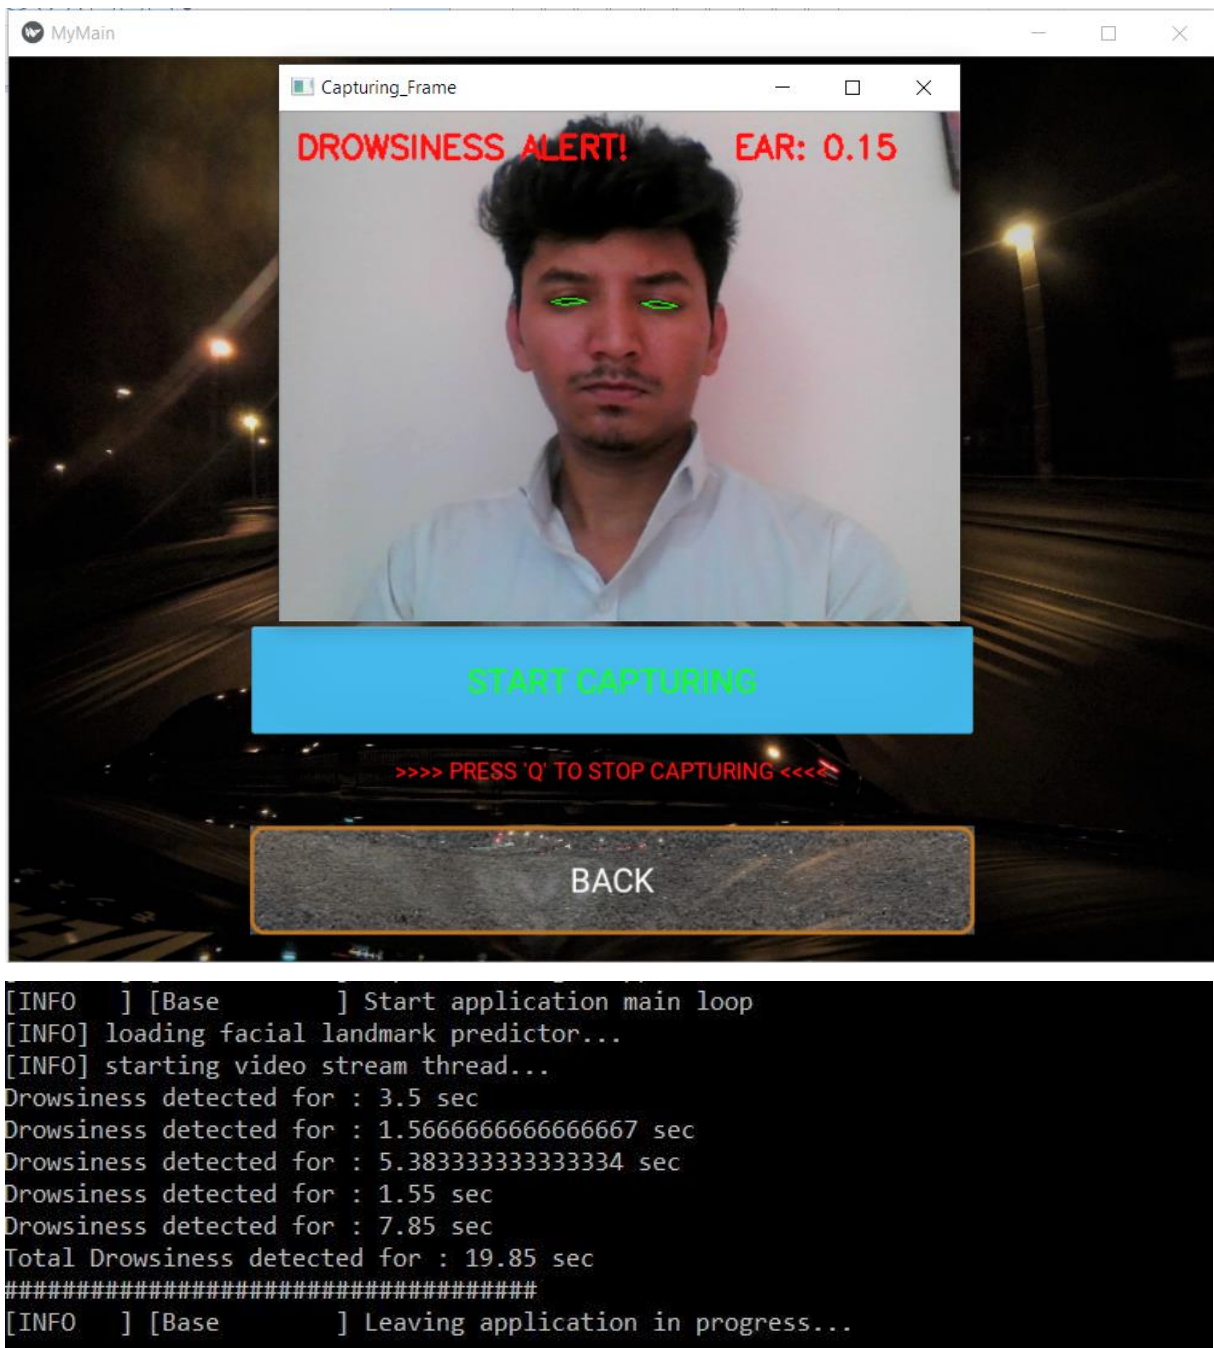 MyMain
Capturing_Frame
DROWSINESS ALERT! EAR: 0.15
START CAPTURING
>>>> PRESS 'Q' TO STOP CAPTURING <<<<
BACK
[INFO   ] [Base        ] Start application main loop
[INFO] loading facial landmark predictor...
[INFO] starting video stream thread...
Drowsiness detected for : 3.5 sec
Drowsiness detected for : 1.5666666666666667 sec
Drowsiness detected for : 5.383333333333334 sec
Drowsiness detected for : 1.55 sec
Drowsiness detected for : 7.85 sec
Total Drowsiness detected for : 19.85 sec
#####################################
[INFO   ] [Base        ] Leaving application in progress...